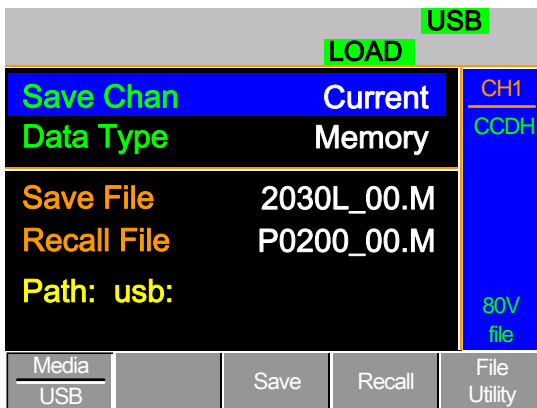 USB
LOAD
Save Chan Current
Data Type Memory
Save File 2030L_00.M
Recall File P0200_00.M
Path: usb:
CH1
CCDH
80V
file
Media
USB
Save
Recall
File
Utility